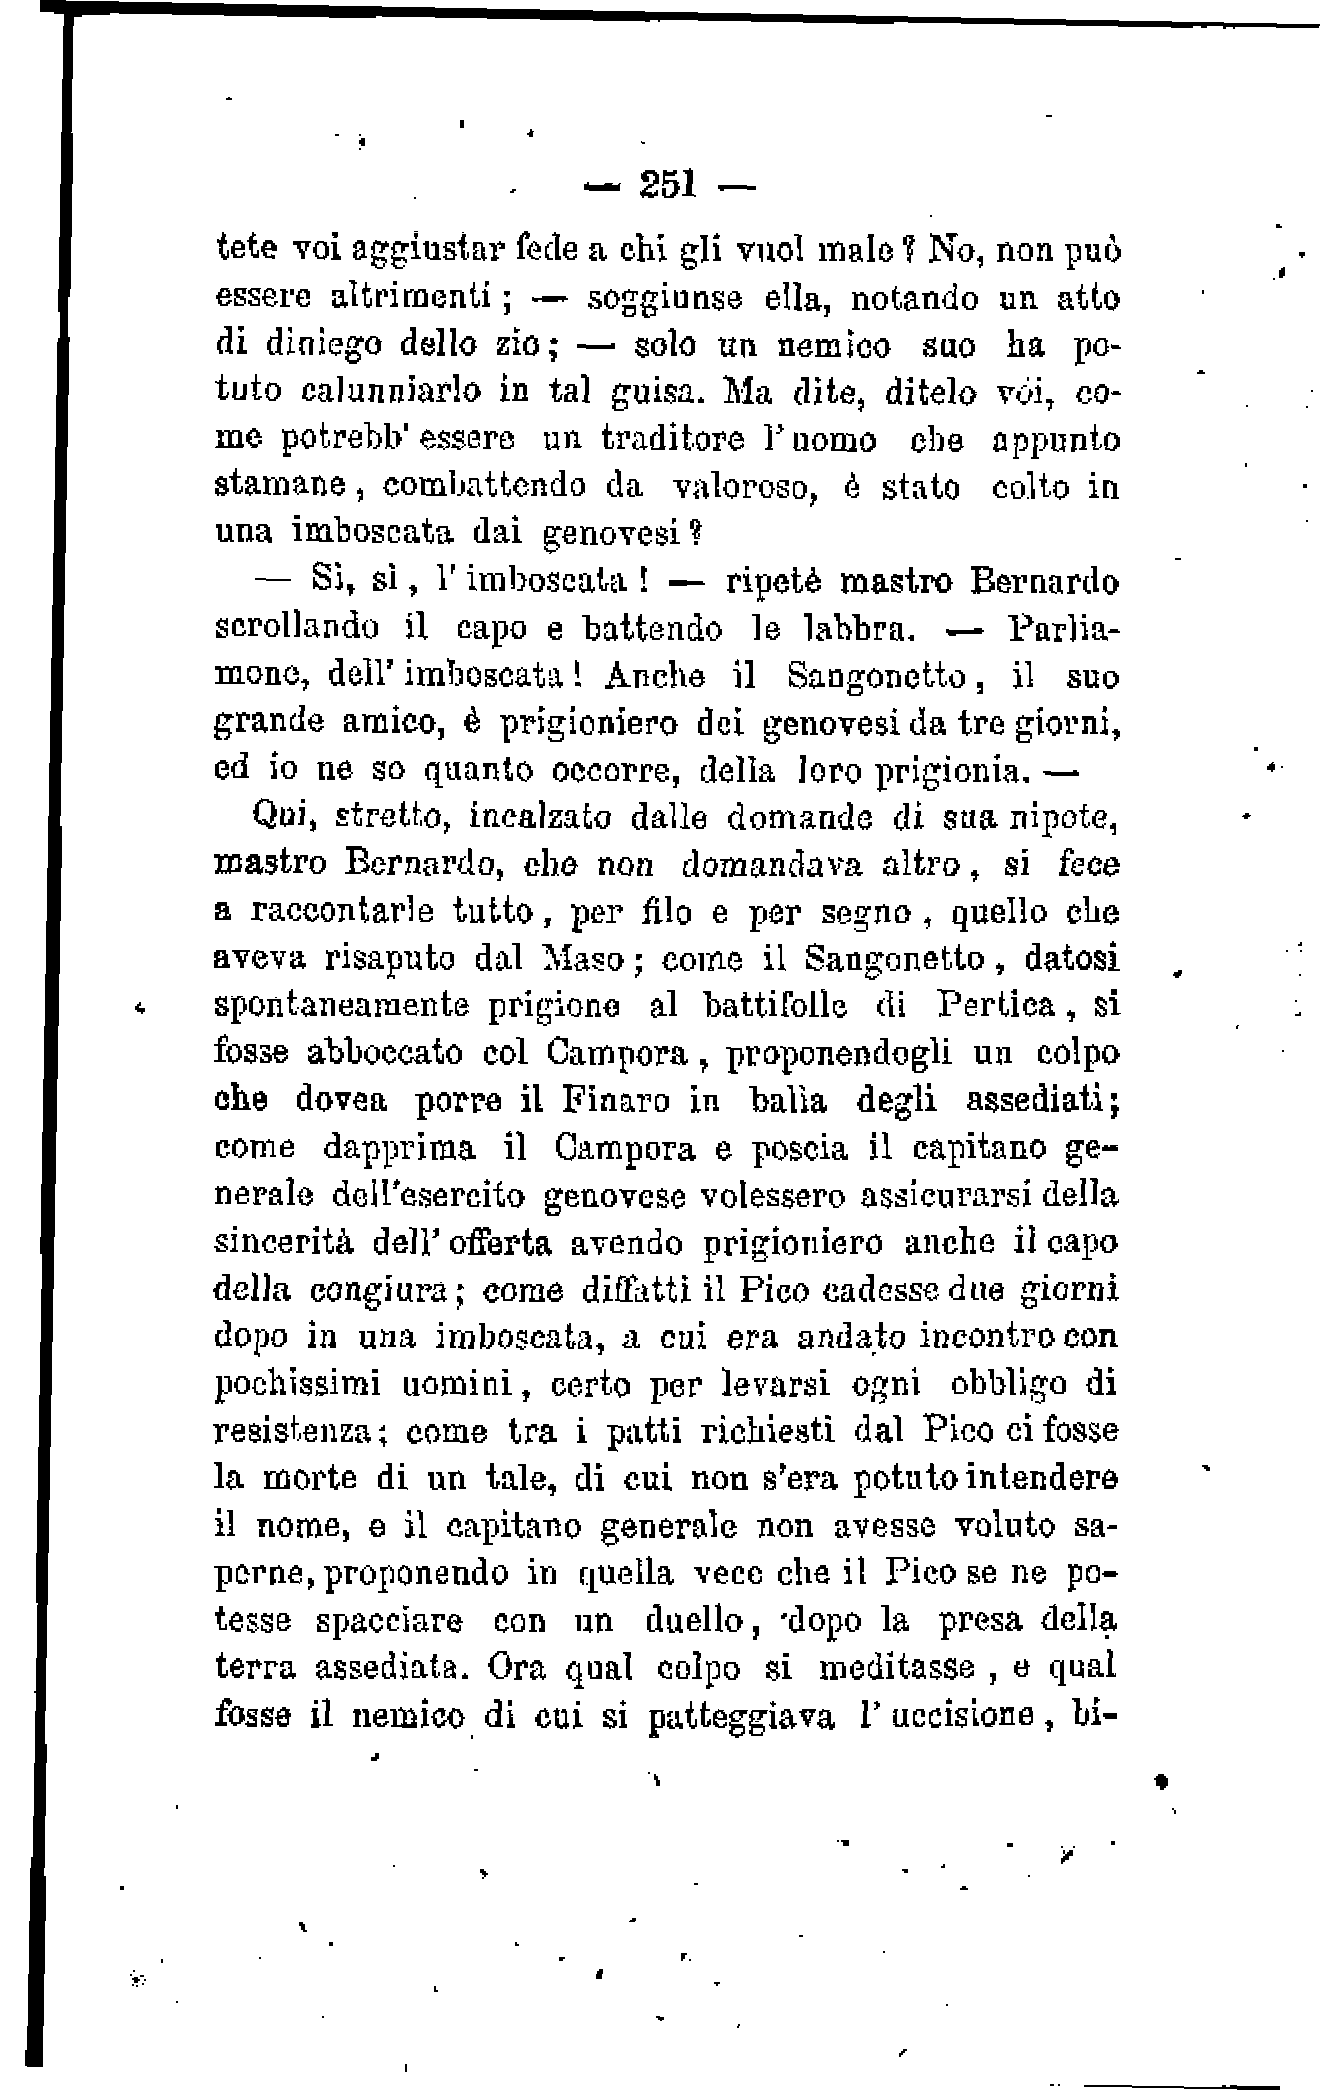 — 251 —
tete voi aggiustar fede a chi gli vuol male? No, non può
essere altrimenti; — soggiunse ella, notando un atto
di diniego dello zio; — solo un nemico suo ha po-
tuto calunniarlo in tal guisa. Ma dite, ditelo voi, co-
me potrebb' essere un traditore l' uomo che appunto
stamane, combattendo da valoroso, è stato colto in
una imboscata dai genovesi?
— Sì, sì, l' imboscata! — ripetè mastro Bernardo
scrollando il capo e battendo le labbra. — Parlia-
mone, dell' imboscata! Anche il Sangonetto, il suo
grande amico, è prigioniero dei genovesi da tre giorni,
ed io ne so quanto occorre, della loro prigionia. —
Qui, stretto, incalzato dalle domande di sua nipote,
mastro Bernardo, che non domandava altro, si fece
a raccontarle tutto, per filo e per segno, quello che
aveva risaputo dal Maso; come il Sangonetto, datosi
spontaneamente prigione al battifolle di Pertica, si
fosse abboccato col Campora, proponendogli un colpo
che dovea porre il Finaro in balìa degli assediati;
come dapprima il Campora e poscia il capitano ge-
nerale dell'esercito genovese volessero assicurarsi della
sincerità dell' offerta avendo prigioniero anche il capo
della congiura; come diffatti il Pico cadesse due giorni
dopo in una imboscata, a cui era andato incontro con
pochissimi uomini, certo per levarsi ogni obbligo di
resistenza; come tra i patti richiesti dal Pico ci fosse
la morte di un tale, di cui non s'era potuto intendere
il nome, e il capitano generale non avesse voluto sa-
perne, proponendo in quella vece che il Pico se ne po-
tesse spacciare con un duello, dopo la presa della
terra assediata. Ora qual colpo si meditasse, e qual
fosse il nemico di cui si patteggiava l' uccisione, bi-